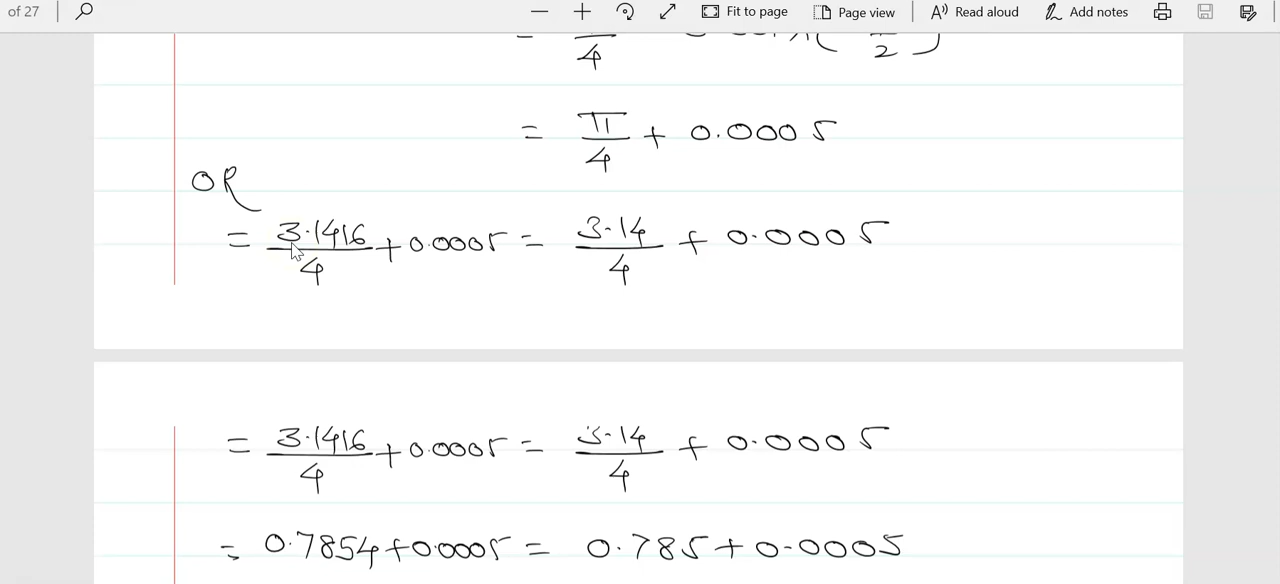 of 27 Fit to page Page view Read aloud Add notes
= π/4
= π/4 + 0.0005
OR
= 3.1416/4 + 0.0005 = 3.14/4 + 0.0005
= 3.1416/4 + 0.0005 = 3.14/4 + 0.0005
= 0.7854 + 0.0005 = 0.785 + 0.0005